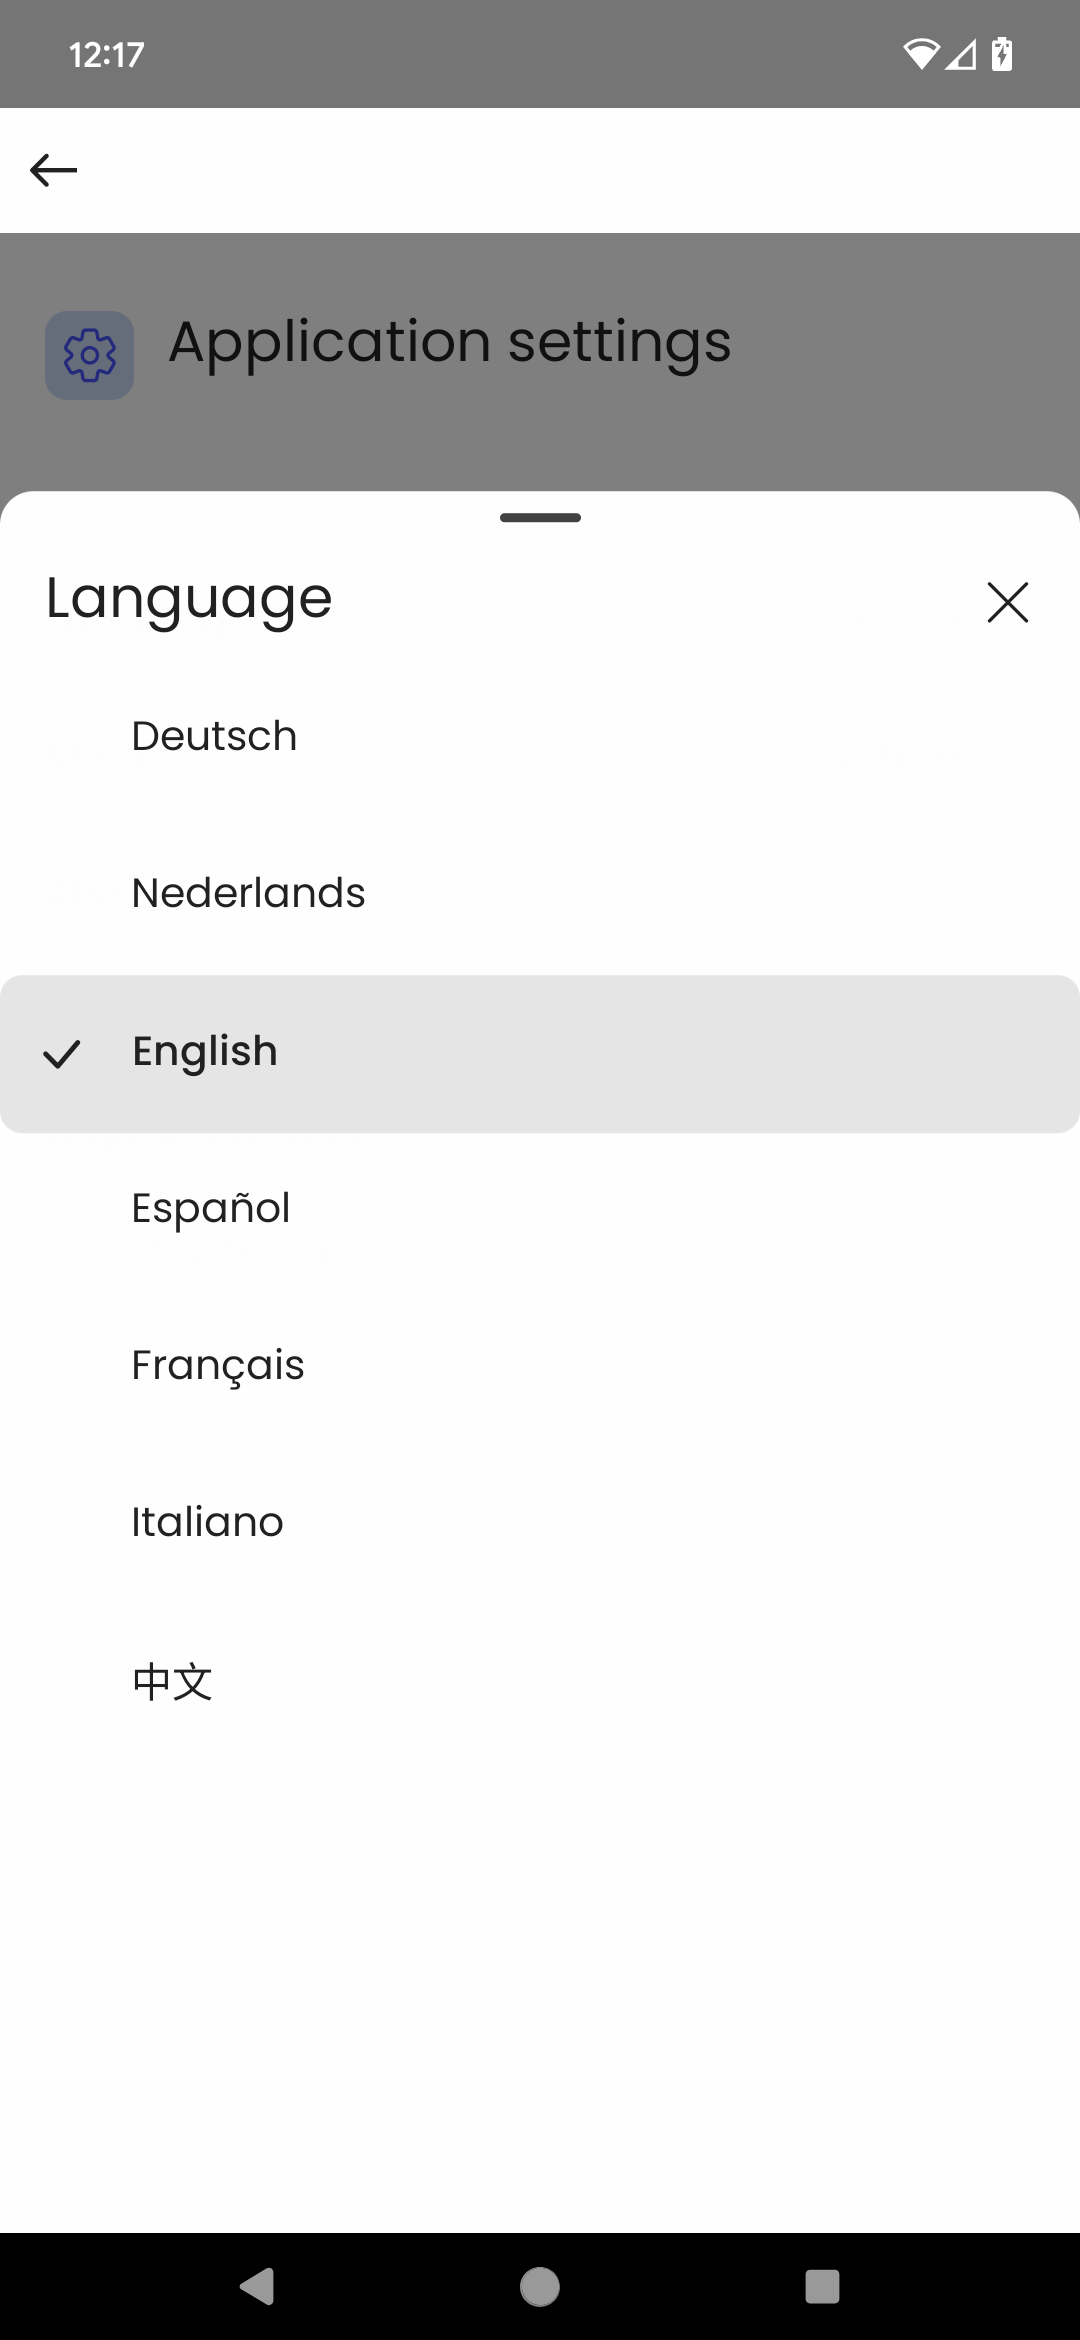 12:17
Application settings
Language
Deutsch
Nederlands
English
Español
Français
Italiano
中文